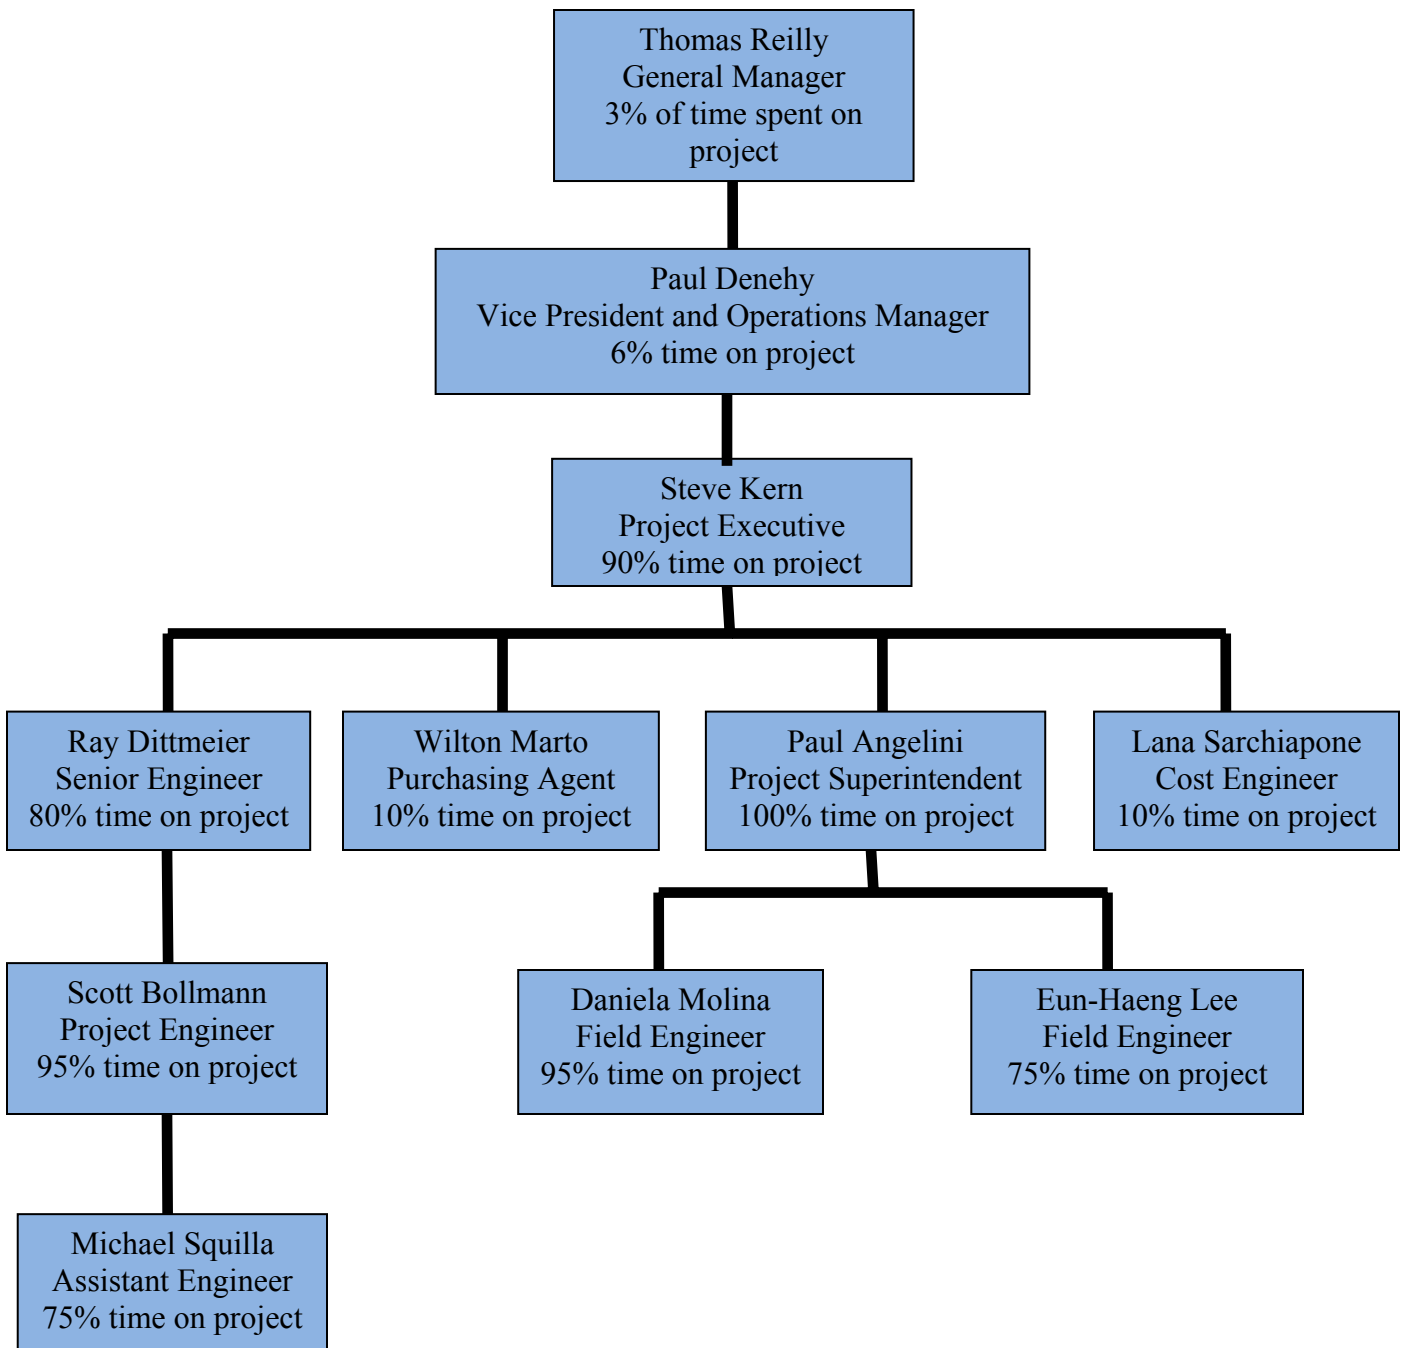 Thomas Reilly
General Manager
3% of time spent on
project
Paul Denehy
Vice President and Operations Manager
6% time on project
Steve Kern
Project Executive
90% time on project
Ray Dittmeier
Senior Engineer
80% time on project
Wilton Marto
Purchasing Agent
10% time on project
Paul Angelini
Project Superintendent
100% time on project
Lana Sarchiapone
Cost Engineer
10% time on project
Scott Bollmann
Project Engineer
95% time on project
Daniela Molina
Field Engineer
95% time on project
Eun-Haeng Lee
Field Engineer
75% time on project
Michael Squilla
Assistant Engineer
75% time on project